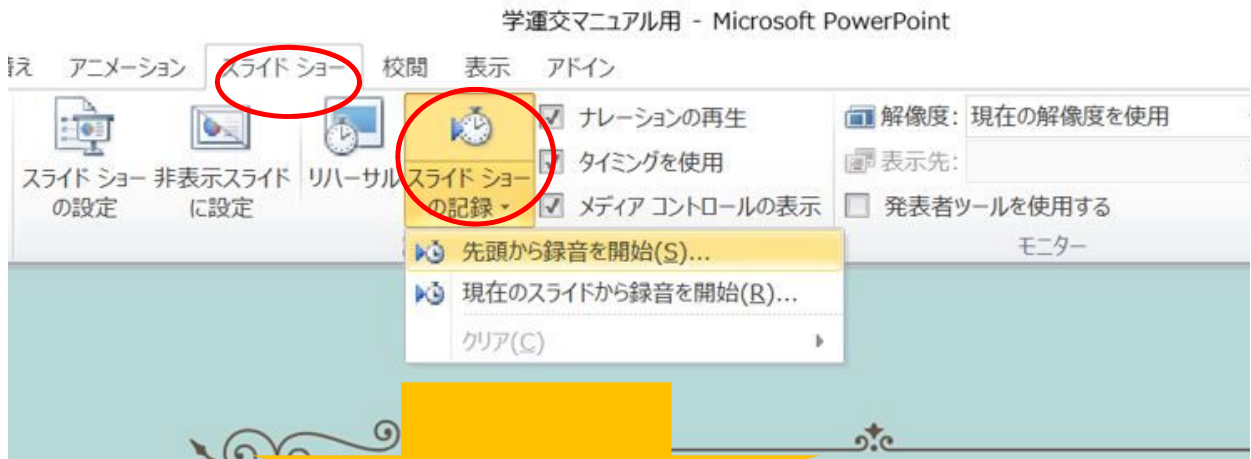 学運交マニュアル用 - Microsoft PowerPoint
替え アニメーション スライド ショー 校閲 表示 アドイン
スライド ショー
の設定
非表示スライド
に設定
リハーサル
スライド ショー
の記録
ナレーションの再生
タイミングを使用
メディア コントロールの表示
解像度: 現在の解像度を使用
表示先:
発表者ツールを使用する
モニター
先頭から録音を開始(S)...
現在のスライドから録音を開始(R)...
クリア(C)